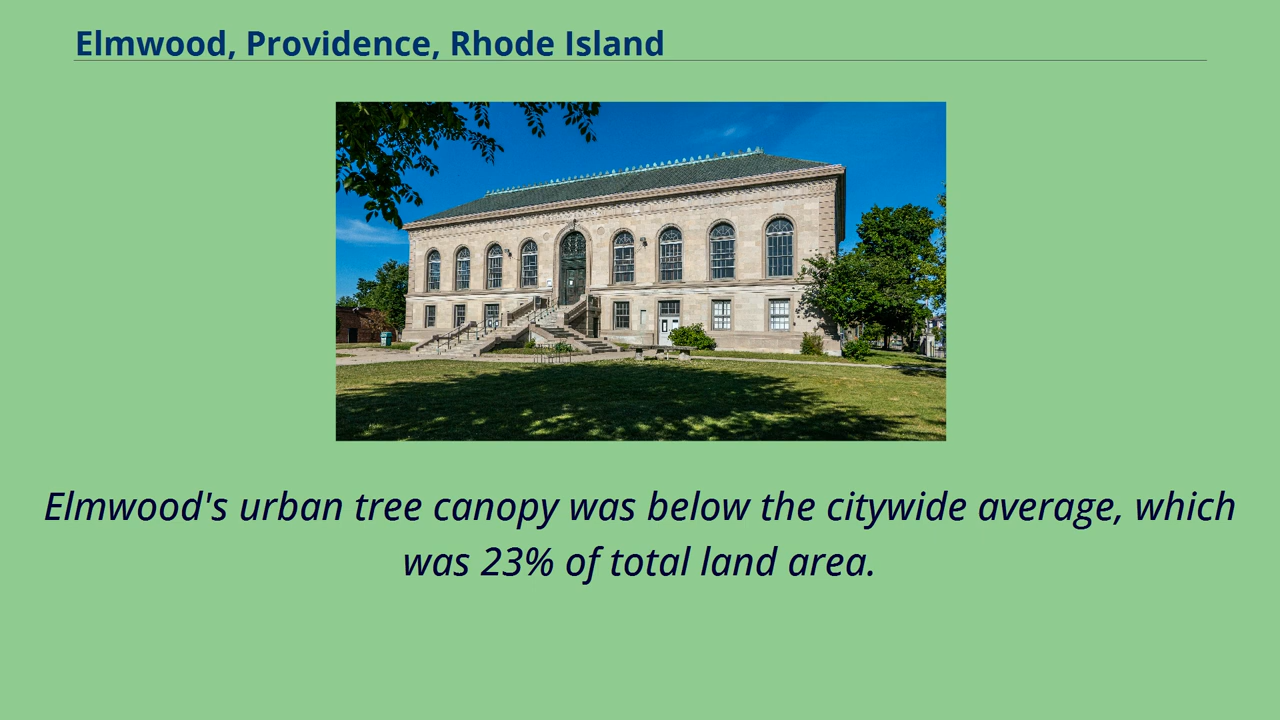 Elmwood, Providence, Rhode Island
Elmwood's urban tree canopy was below the citywide average, which
was 23% of total land area.